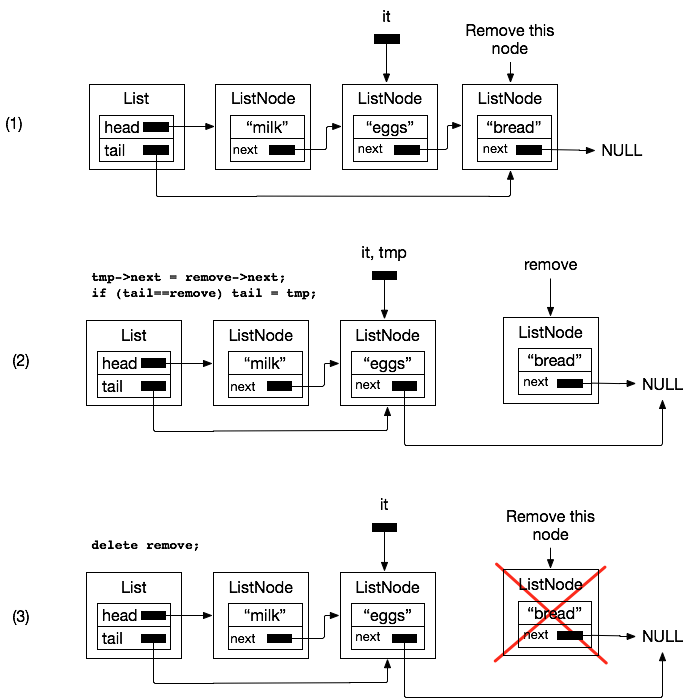 it
Remove this
node
List
ListNode
ListNode
ListNode
(1)
head
"milk"
"eggs"
"bread"
tail
next
next
next
NULL
it, tmp
remove
tmp->next = remove->next;
if (tail==remove) tail = tmp;
List
ListNode
ListNode
ListNode
(2)
head
"milk"
"eggs"
"bread"
tail
next
next
next
NULL
it
Remove this
node
delete remove;
List
ListNode
ListNode
ListNode
(3)
head
"milk"
"eggs"
"bread"
tail
next
next
next
NULL